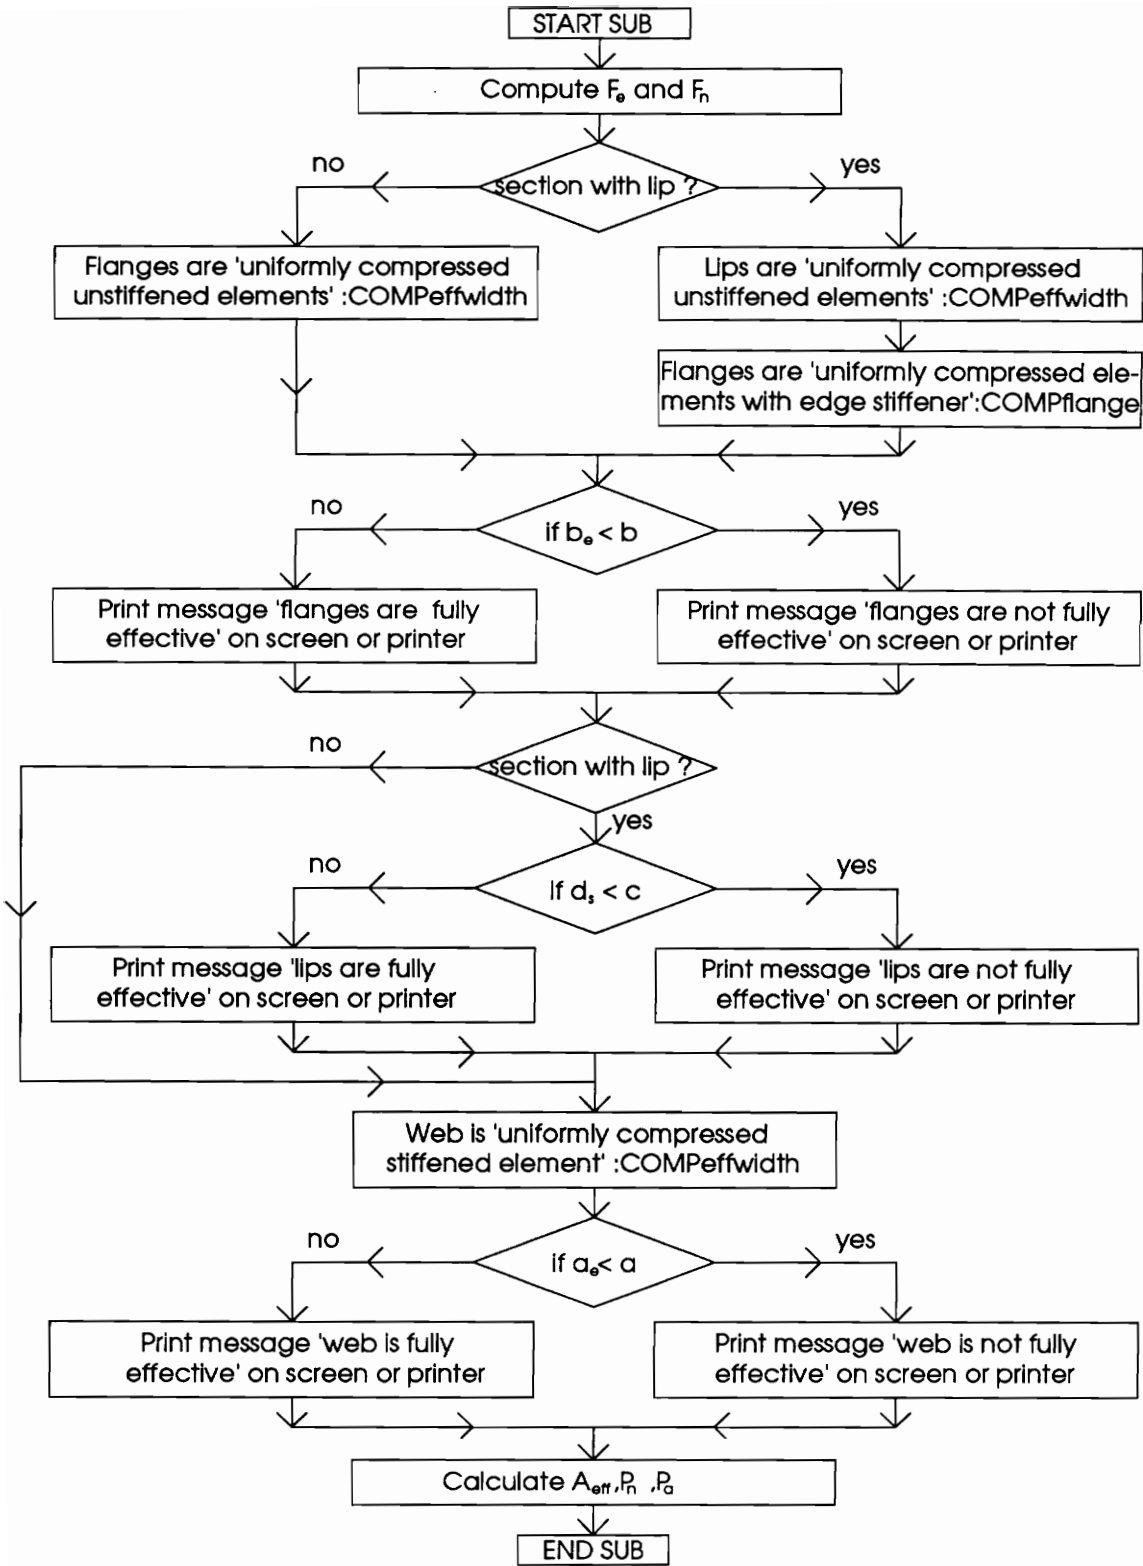 START SUB
Compute Fₑ and Fₙ
no
yes
section with lip ?
Flanges are 'uniformly compressed
unstiffened elements' :COMPeffwidth
Lips are 'uniformly compressed
unstiffened elements' :COMPeffwidth
Flanges are 'uniformly compressed ele-
ments with edge stiffener':COMPflange
no
yes
if bₑ < b
Print message 'flanges are fully
effective' on screen or printer
Print message 'flanges are not fully
effective' on screen or printer
no
section with lip ?
yes
no
yes
if dₛ < c
Print message 'lips are fully
effective' on screen or printer
Print message 'lips are not fully
effective' on screen or printer
Web is 'uniformly compressed
stiffened element' :COMPeffwidth
no
yes
if aₑ< a
Print message 'web is fully
effective' on screen or printer
Print message 'web is not fully
effective' on screen or printer
Calculate A_eff,Pₙ ,Pₐ
END SUB